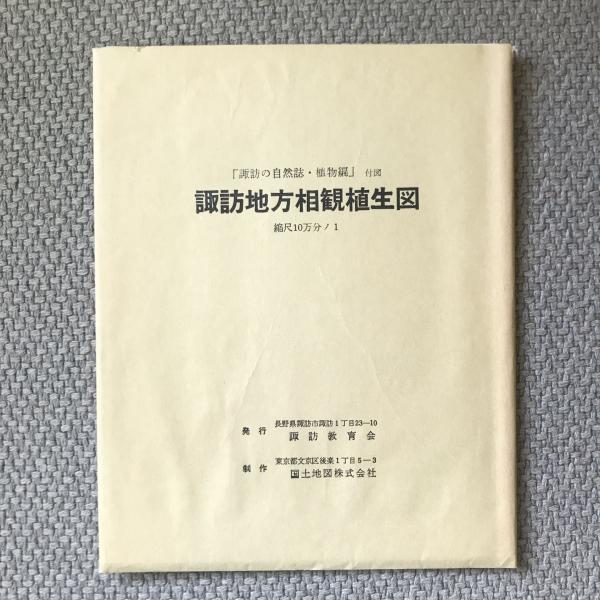 『諏訪の自然誌・植物編』 付図
諏訪地方相観植生図
縮尺10万分ノ1
発行 長野県諏訪市諏訪1丁目23―10
諏訪教育会
制作 東京都文京区後楽1丁目5―3
国土地図株式会社